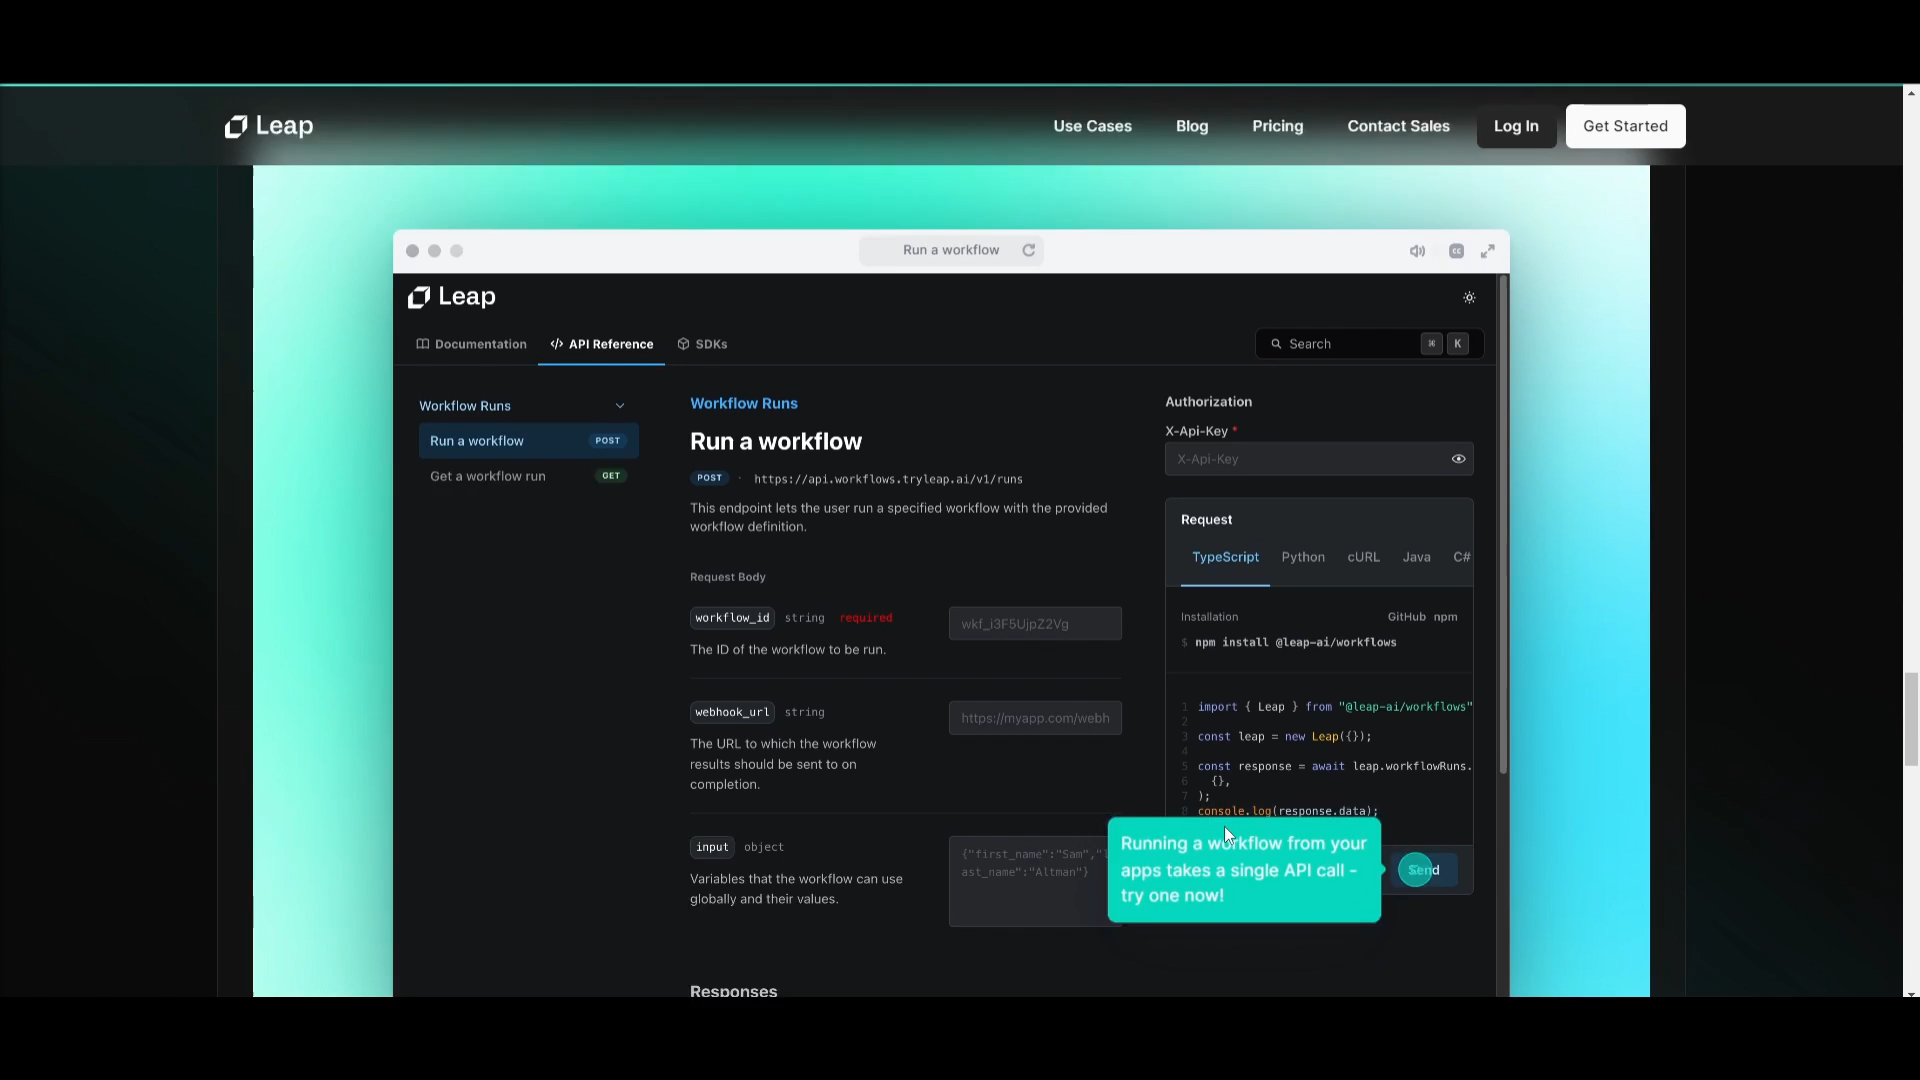 Leap
Use Cases
Blog
Pricing
Contact Sales
Log In
Get Started
Run a workflow
CC
Leap
Documentation
</> API Reference
SDKs
Search
⌘ K
Workflow Runs
Run a workflow POST
Get a workflow run GET
Workflow Runs
Run a workflow
POST · https://api.workflows.tryleap.ai/v1/runs
This endpoint lets the user run a specified workflow with the provided
workflow definition.
Request Body
workflow_id string required
wkf_i3F5UjpZ2Vg
The ID of the workflow to be run.
webhook_url string
https://myapp.com/webh
The URL to which the workflow
results should be sent to on
completion.
input object
{"first_name":"Sam","l
ast_name":"Altman"}
Variables that the workflow can use
globally and their values.
Responses
Authorization
X-Api-Key *
X-Api-Key
Request
TypeScript Python cURL Java C#
Installation GitHub npm
$ npm install @leap-ai/workflows
1 import { Leap } from "@leap-ai/workflows"
2
3 const leap = new Leap({});
4
5 const response = await leap.workflowRuns.
6 {},
7 );
8 console.log(response.data);
Running a workflow from your
apps takes a single API call -
try one now!
Send